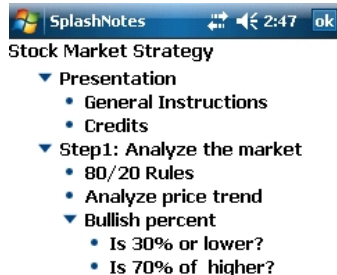 SplashNotes 2:47 ok
Stock Market Strategy
Presentation
General Instructions
Credits
Step1: Analyze the market
80/20 Rules
Analyze price trend
Bullish percent
Is 30% or lower?
Is 70% of higher?